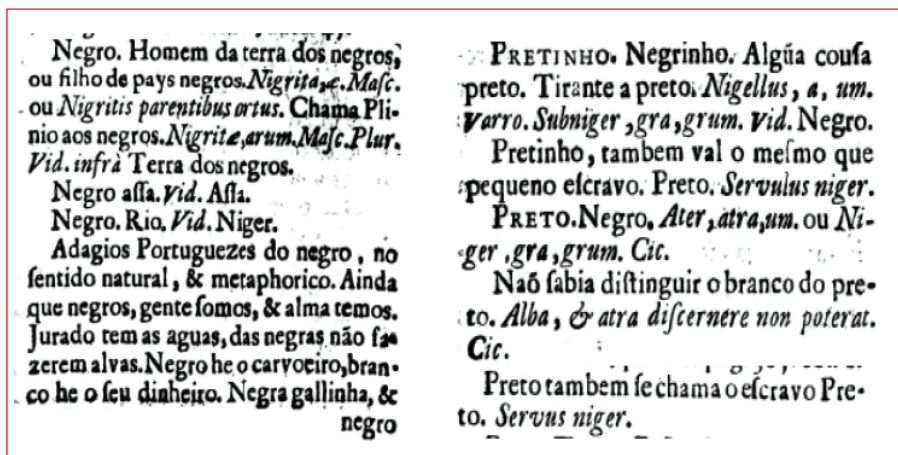 Negro. Homem da terra dos negros,
ou filho de pays negros. Nigrita, æ. Masc.
ou Nigritis parentibus ortus. Chama Pli-
nio aos negros. Nigritæ, arum. Masc. Plur.
Vid. infrà Terra dos negros.
Negro assa. Vid. Assa.
Negro. Rio. Vid. Niger.
Adagios Portuguezes do negro, no
sentido natural, & metaphorico. Ainda
que negros, gente somos, & alma temos.
Jurado tem as aguas, das negras não fa-
zerem alvas. Negro he o carvoeiro, bran-
co he o seu dinheiro. Negra gallinha, &
negro
PRETINHO. Negrinho. Algũa cousa
preto. Tirante a preto. Nigellus, a, um.
Varro. Subniger, gra, grum. Vid. Negro.
Pretinho, tambem val o mesmo que
pequeno escravo. Preto. Servulus niger.
PRETO. Negro. Ater, atra, um. ou Ni-
ger, gra, grum. Cic.
Naõ sabia distinguir o branco do pre-
to. Alba, & atra discernere non poterat.
Cic.
Preto tambem se chama o escravo Pre-
to. Servus niger.